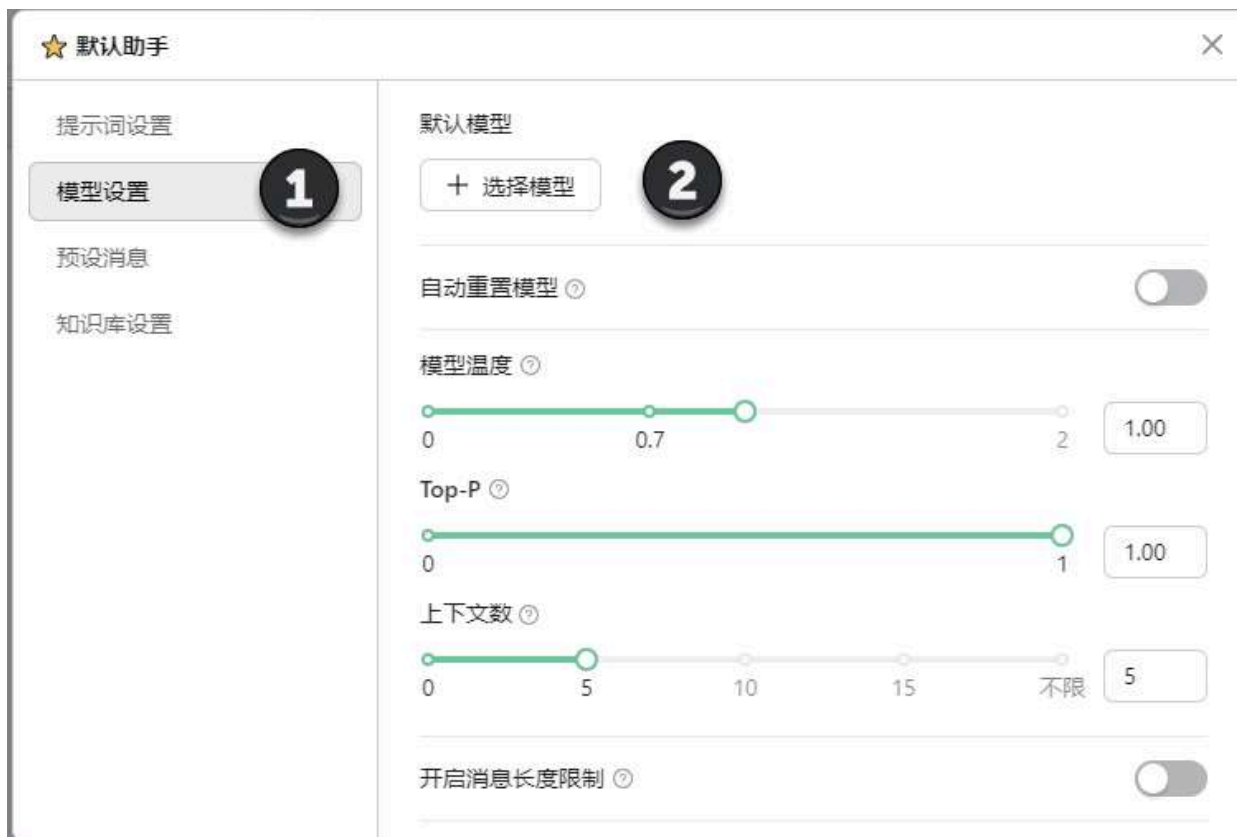 默认助手
提示词设置
模型设置
1
预设消息
知识库设置
默认模型
+ 选择模型
2
自动重置模型 ?
模型温度 ?
0 0.7 2 1.00
Top-P ?
0 1 1.00
上下文数 ?
0 5 10 15 不限 5
开启消息长度限制 ?